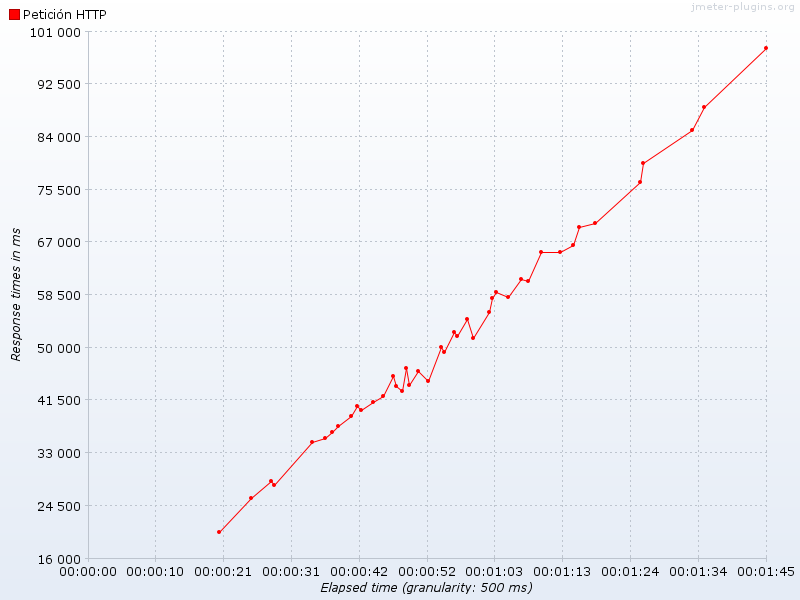 jmeter-plugins.org
Petición HTTP
101 000
92 500
84 000
75 500
67 000
58 500
50 000
41 500
33 000
24 500
16 000
Response times in ms
00:00:00 00:00:10 00:00:21 00:00:31 00:00:42 00:00:52 00:01:03 00:01:13 00:01:24 00:01:34 00:01:45
Elapsed time (granularity: 500 ms)